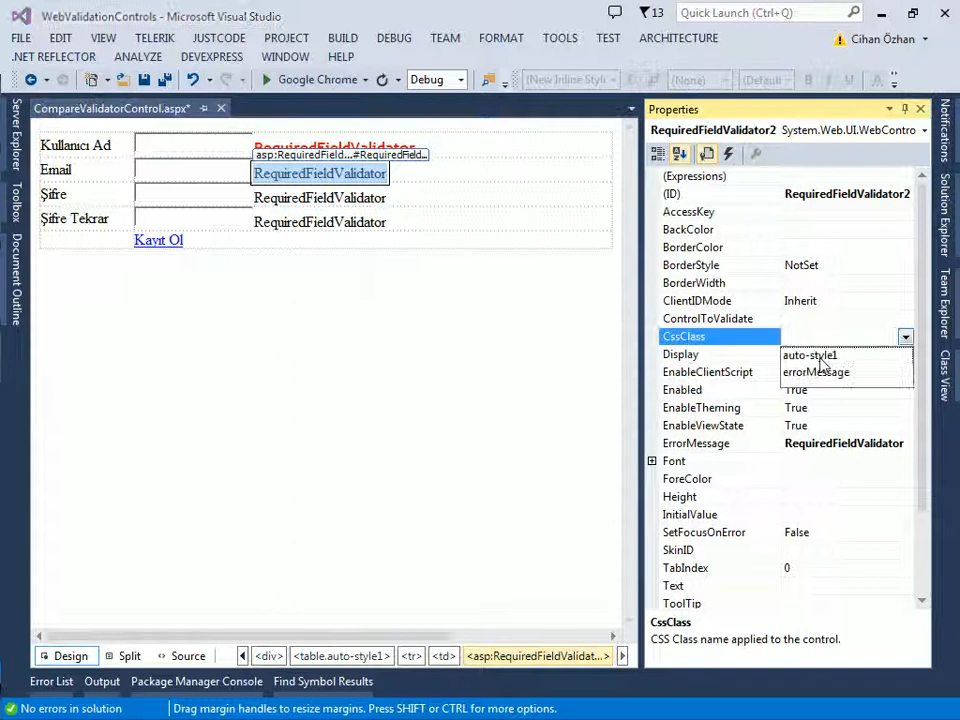 WebValidationControls - Microsoft Visual Studio
13
Quick Launch (Ctrl+Q)
FILE EDIT VIEW TELERIK JUSTCODE PROJECT BUILD DEBUG TEAM FORMAT TOOLS TEST ARCHITECTURE
Cihan Özhan
.NET REFLECTOR ANALYZE DEVEXPRESS WINDOW HELP
Google Chrome
Debug
(New Inline Style
(None)
(Default
B I U
Server Explorer
Toolbox
Document Outline
CompareValidatorControl.aspx*
Kullanıcı Ad
RequiredFieldValidator
asp:RequiredField...#RequiredField...
Email
RequiredFieldValidator
Şifre
RequiredFieldValidator
Şifre Tekrar
RequiredFieldValidator
Kayıt Ol
Properties
RequiredFieldValidator2 System.Web.UI.WebContro
(Expressions)
(ID) RequiredFieldValidator2
AccessKey
BackColor
BorderColor
BorderStyle NotSet
BorderWidth
ClientIDMode Inherit
ControlToValidate
CssClass
auto-style1
errorMessage
Display
EnableClientScript
Enabled True
EnableTheming True
EnableViewState True
ErrorMessage RequiredFieldValidator
Font
ForeColor
Height
InitialValue
SetFocusOnError False
SkinID
TabIndex 0
Text
ToolTip
CssClass
CSS Class name applied to the control.
Notifications
Solution Explorer
Team Explorer
Class View
Design Split Source
<div> <table.auto-style1> <tr> <td> <asp:RequiredFieldValidat...>
Error List Output Package Manager Console Find Symbol Results
No errors in solution
Drag margin handles to resize margins. Press SHIFT or CTRL for more options.